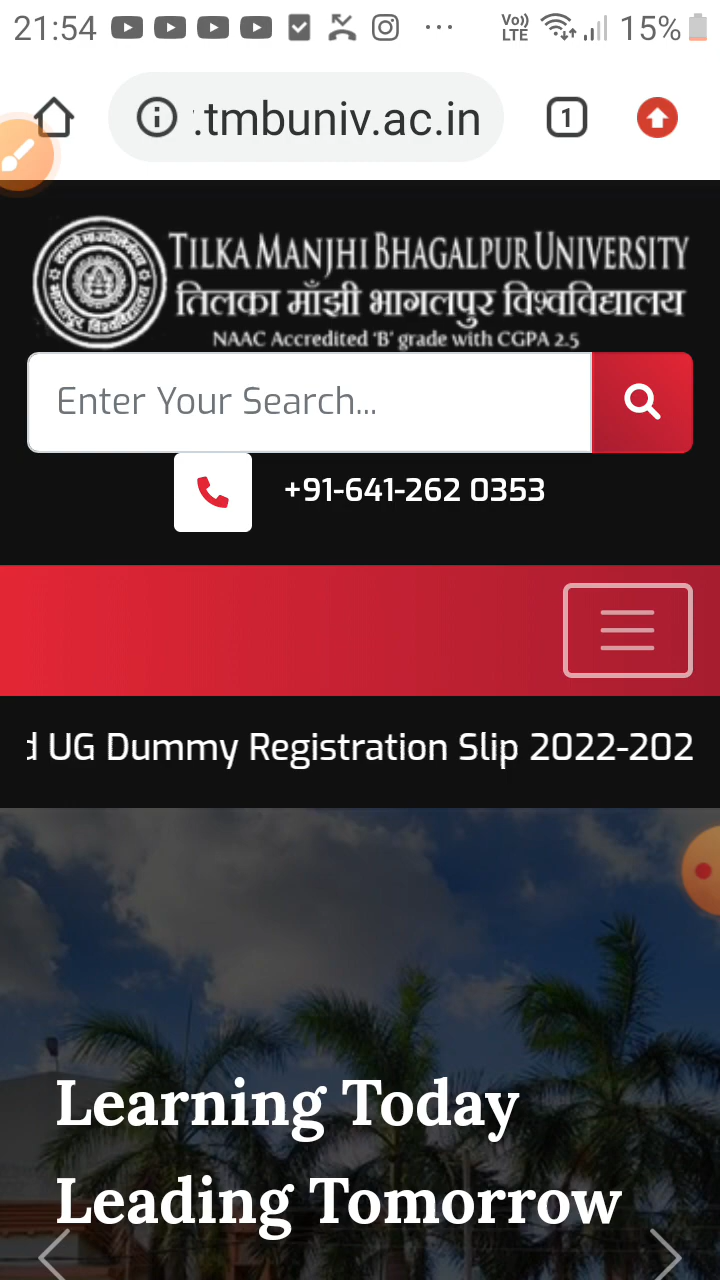 21:54
Vo))
LTE
15%
.tmbuniv.ac.in
1
TILKA MANJHI BHAGALPUR UNIVERSITY
तिलका माँझी भागलपुर विश्वविद्यालय
NAAC Accredited 'B' grade with CGPA 2.5
Enter Your Search...
+91-641-262 0353
d UG Dummy Registration Slip 2022-202
Learning Today
Leading Tomorrow